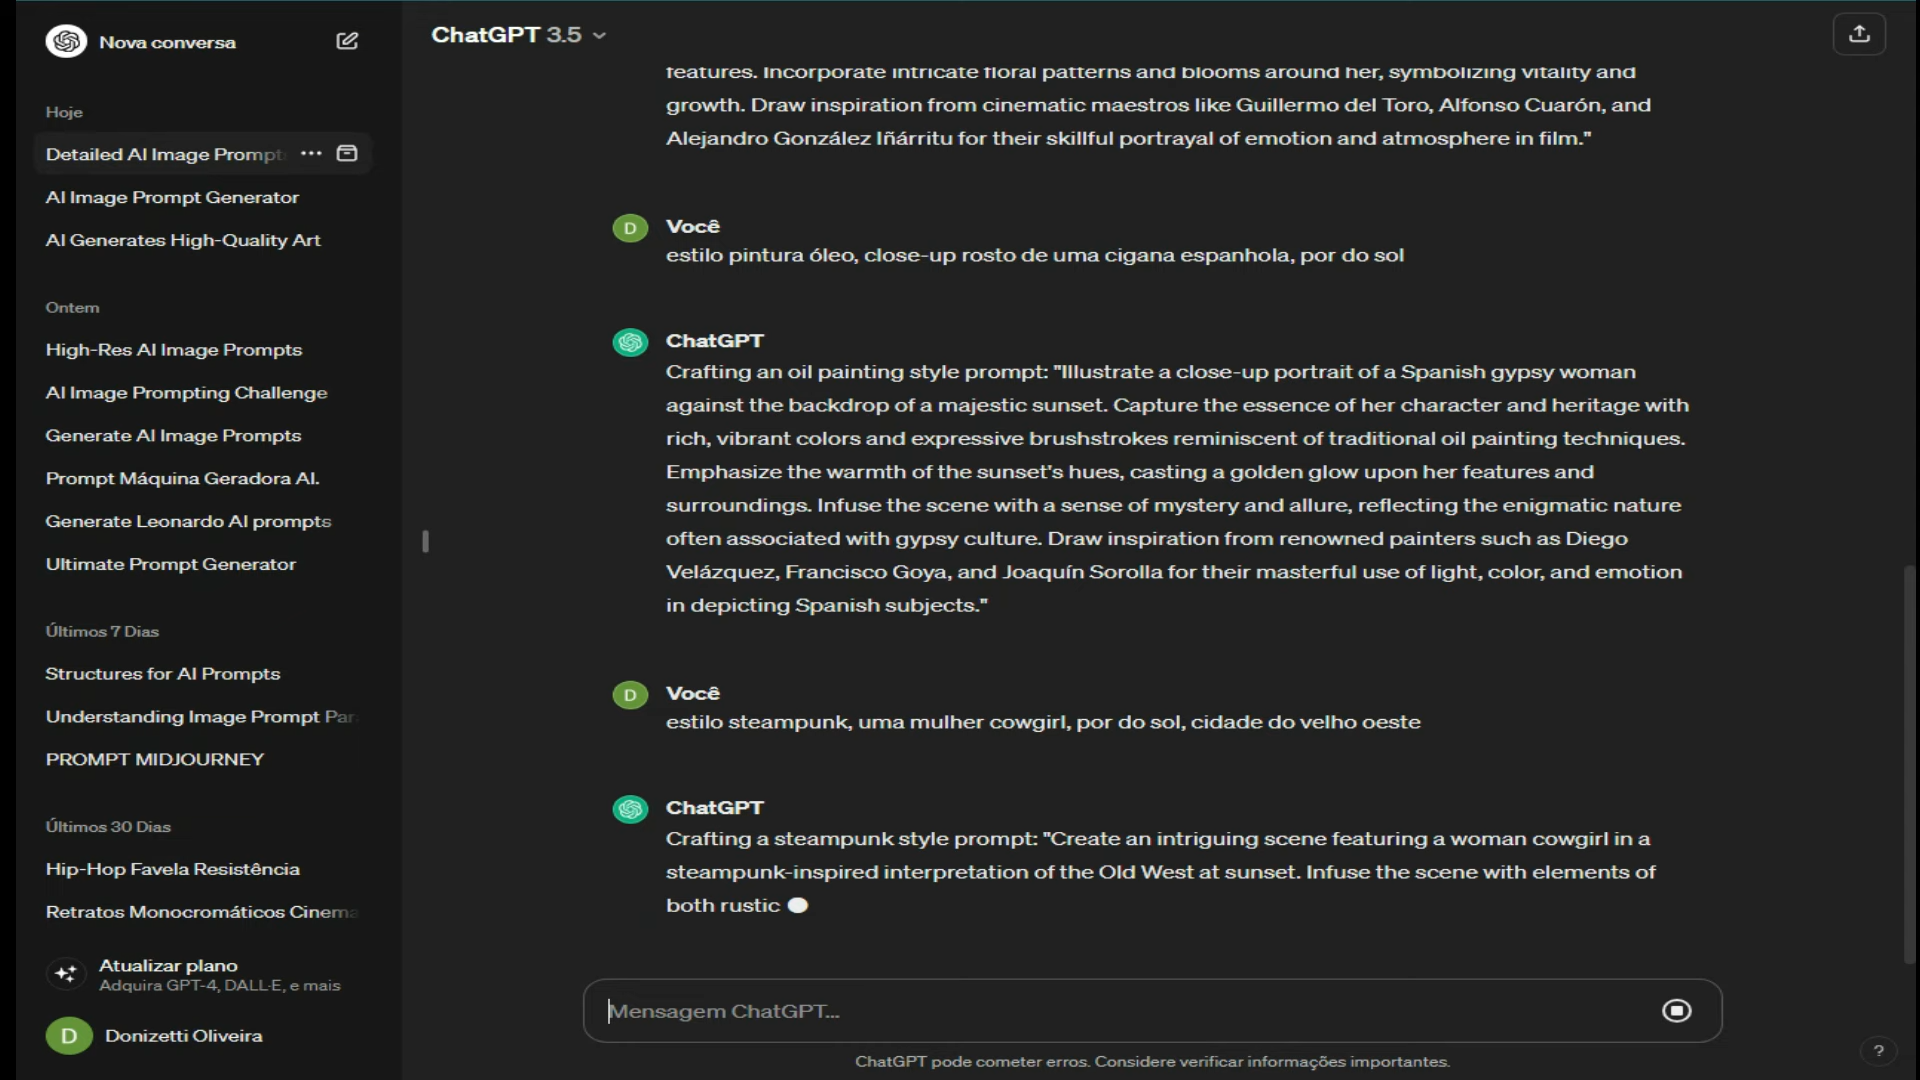 Nova conversa
Hoje
Detailed AI Image Prompt
AI Image Prompt Generator
AI Generates High-Quality Art
Ontem
High-Res AI Image Prompts
AI Image Prompting Challenge
Generate AI Image Prompts
Prompt Máquina Geradora AI.
Generate Leonardo AI prompts
Ultimate Prompt Generator
Últimos 7 Dias
Structures for AI Prompts
Understanding Image Prompt Par
PROMPT MIDJOURNEY
Últimos 30 Dias
Hip-Hop Favela Resistência
Retratos Monocromáticos Cinema
Atualizar plano
Adquira GPT-4, DALL·E, e mais
D Donizetti Oliveira
ChatGPT 3.5
features. Incorporate intricate floral patterns and blooms around her, symbolizing vitality and
growth. Draw inspiration from cinematic maestros like Guillermo del Toro, Alfonso Cuarón, and
Alejandro González Iñárritu for their skillful portrayal of emotion and atmosphere in film."
D Você
estilo pintura óleo, close-up rosto de uma cigana espanhola, por do sol
ChatGPT
Crafting an oil painting style prompt: "Illustrate a close-up portrait of a Spanish gypsy woman
against the backdrop of a majestic sunset. Capture the essence of her character and heritage with
rich, vibrant colors and expressive brushstrokes reminiscent of traditional oil painting techniques.
Emphasize the warmth of the sunset's hues, casting a golden glow upon her features and
surroundings. Infuse the scene with a sense of mystery and allure, reflecting the enigmatic nature
often associated with gypsy culture. Draw inspiration from renowned painters such as Diego
Velázquez, Francisco Goya, and Joaquín Sorolla for their masterful use of light, color, and emotion
in depicting Spanish subjects."
D Você
estilo steampunk, uma mulher cowgirl, por do sol, cidade do velho oeste
ChatGPT
Crafting a steampunk style prompt: "Create an intriguing scene featuring a woman cowgirl in a
steampunk-inspired interpretation of the Old West at sunset. Infuse the scene with elements of
both rustic
Mensagem ChatGPT...
ChatGPT pode cometer erros. Considere verificar informações importantes.
?